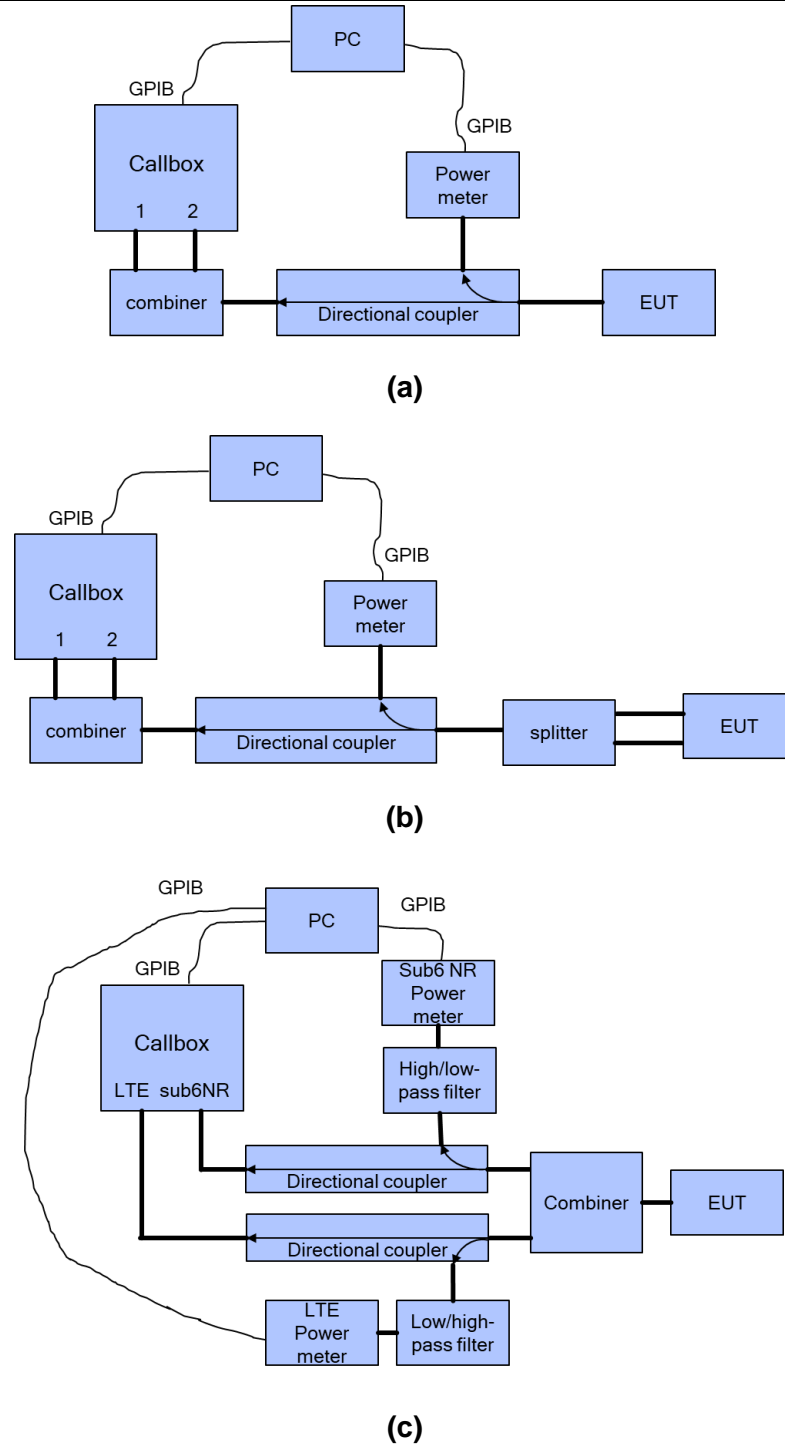 PC
GPIB
GPIB
Callbox
1 2
Power
meter
combiner
Directional coupler
EUT
(a)
PC
GPIB
GPIB
Callbox
1 2
Power
meter
combiner
Directional coupler
splitter
EUT
(b)
GPIB
PC
GPIB
GPIB
Sub6 NR
Power
meter
Callbox
LTE sub6NR
High/low-
pass filter
Directional coupler
Combiner
EUT
Directional coupler
LTE
Power
meter
Low/high-
pass filter
(c)